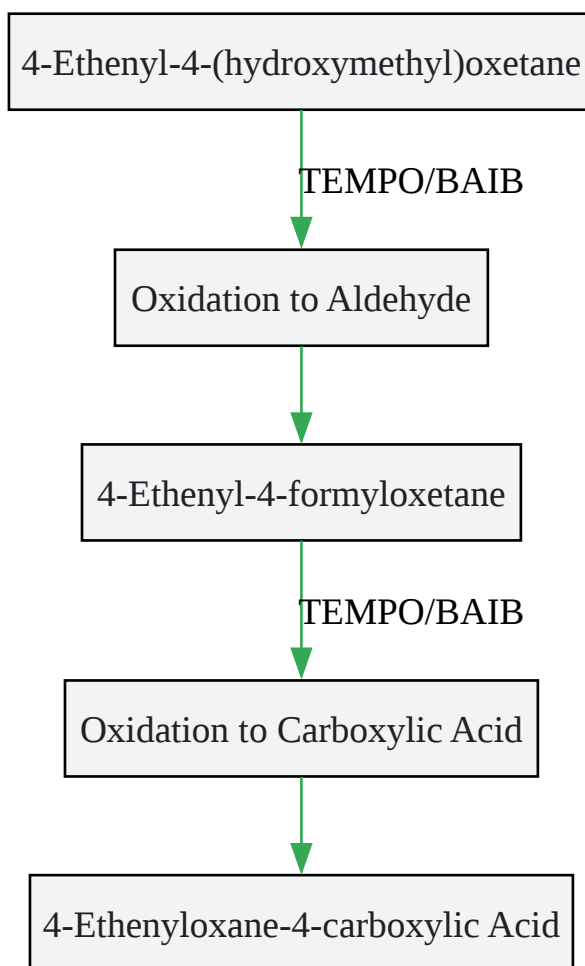 4-Ethenyl-4-(hydroxymethyl)oxetane
TEMPO/BAIB
Oxidation to Aldehyde
4-Ethenyl-4-formyloxetane
TEMPO/BAIB
Oxidation to Carboxylic Acid
4-Ethenyloxane-4-carboxylic Acid